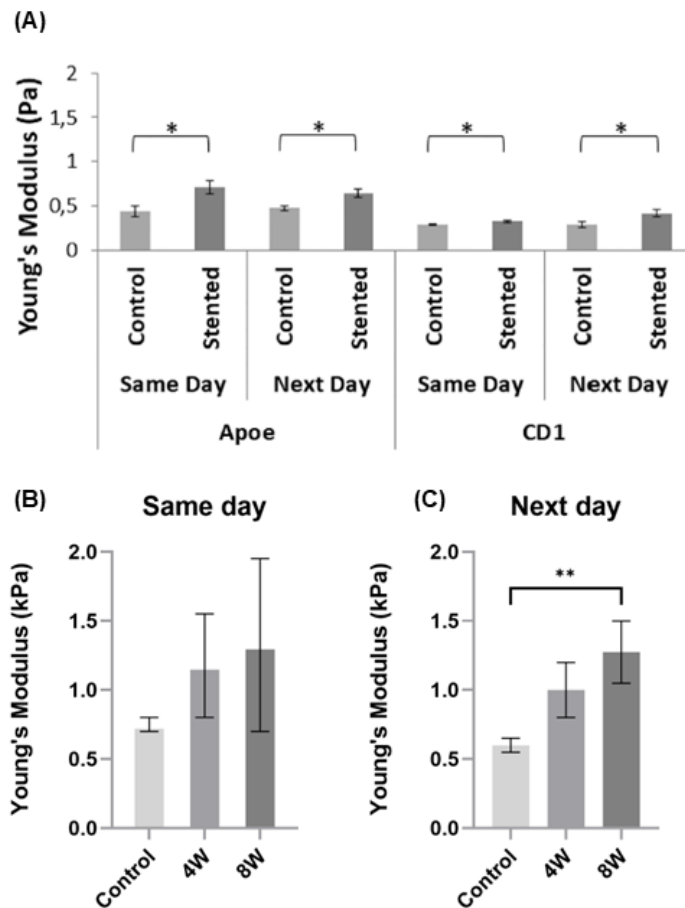 (A)
Young's Modulus (Pa)
2
1,5
1
0,5
0
* * * *
Control Stented Control Stented Control Stented Control Stented
Same Day Next Day Same Day Next Day
Apoe CD1
(B) Same day
Young's Modulus (kPa)
2.0
1.5
1.0
0.5
0.0
Control 4W 8W
(C) Next day
Young's Modulus (kPa)
2.0
1.5
1.0
0.5
0.0
**
Control 4W 8W